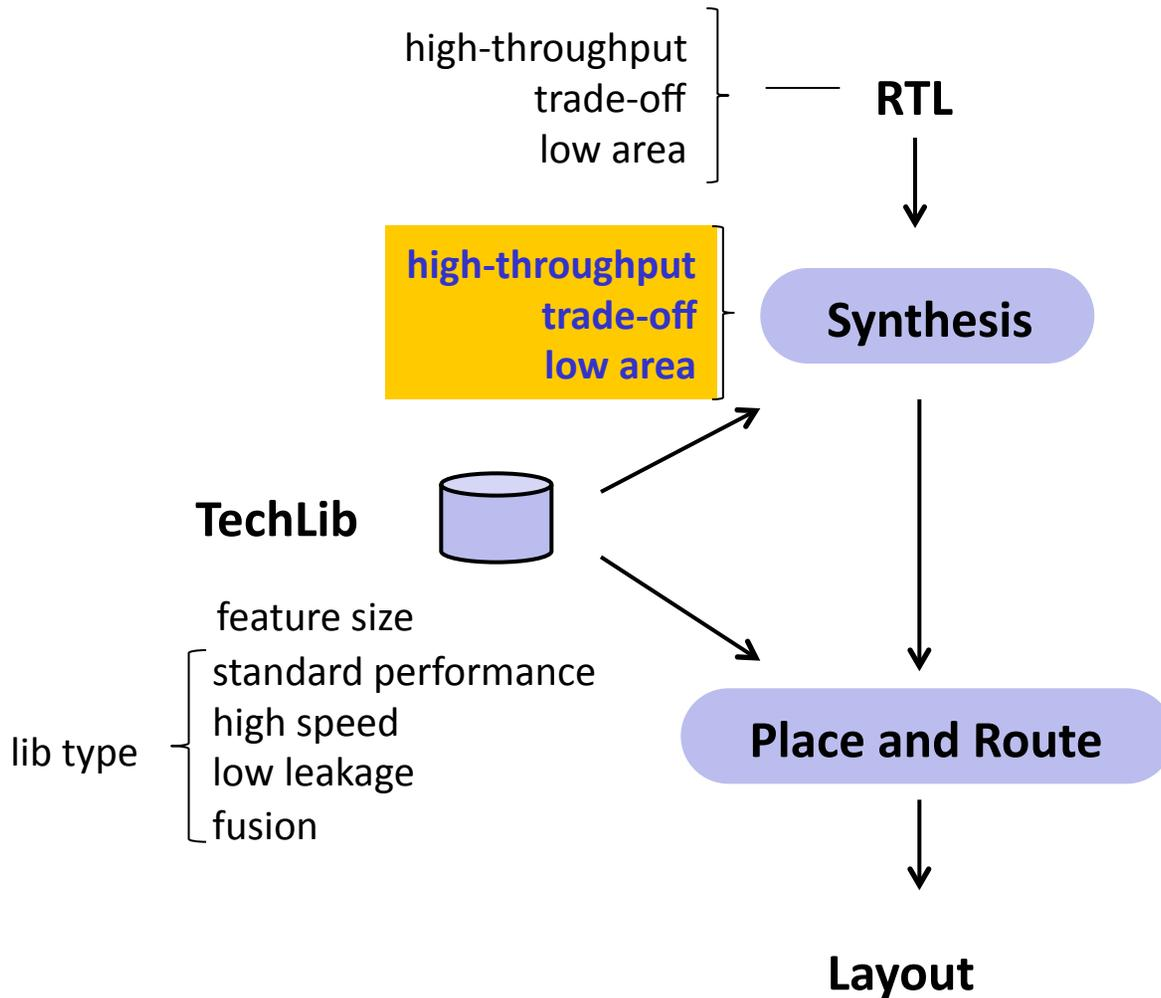 high-throughput
trade-off
low area
RTL
high-throughput
trade-off
low area
Synthesis
TechLib
feature size
lib type
standard performance
high speed
low leakage
fusion
Place and Route
Layout